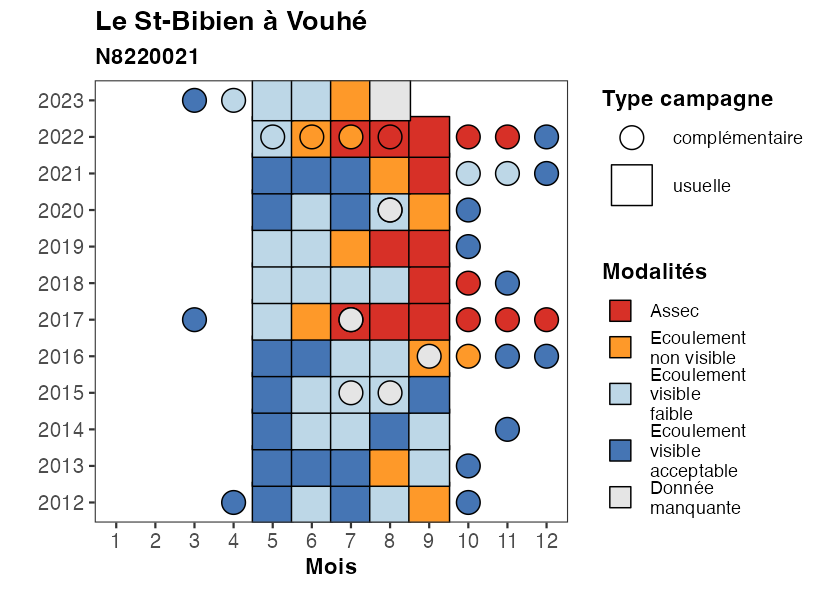 Le St-Bibien à Vouhé
N8220021
2023
2022
2021
2020
2019
2018
2017
2016
2015
2014
2013
2012
1 2 3 4 5 6 7 8 9 10 11 12
Mois
Type campagne
complémentaire
usuelle
Modalités
Assec
Ecoulement
non visible
Ecoulement
visible
faible
Ecoulement
visible
acceptable
Donnée
manquante